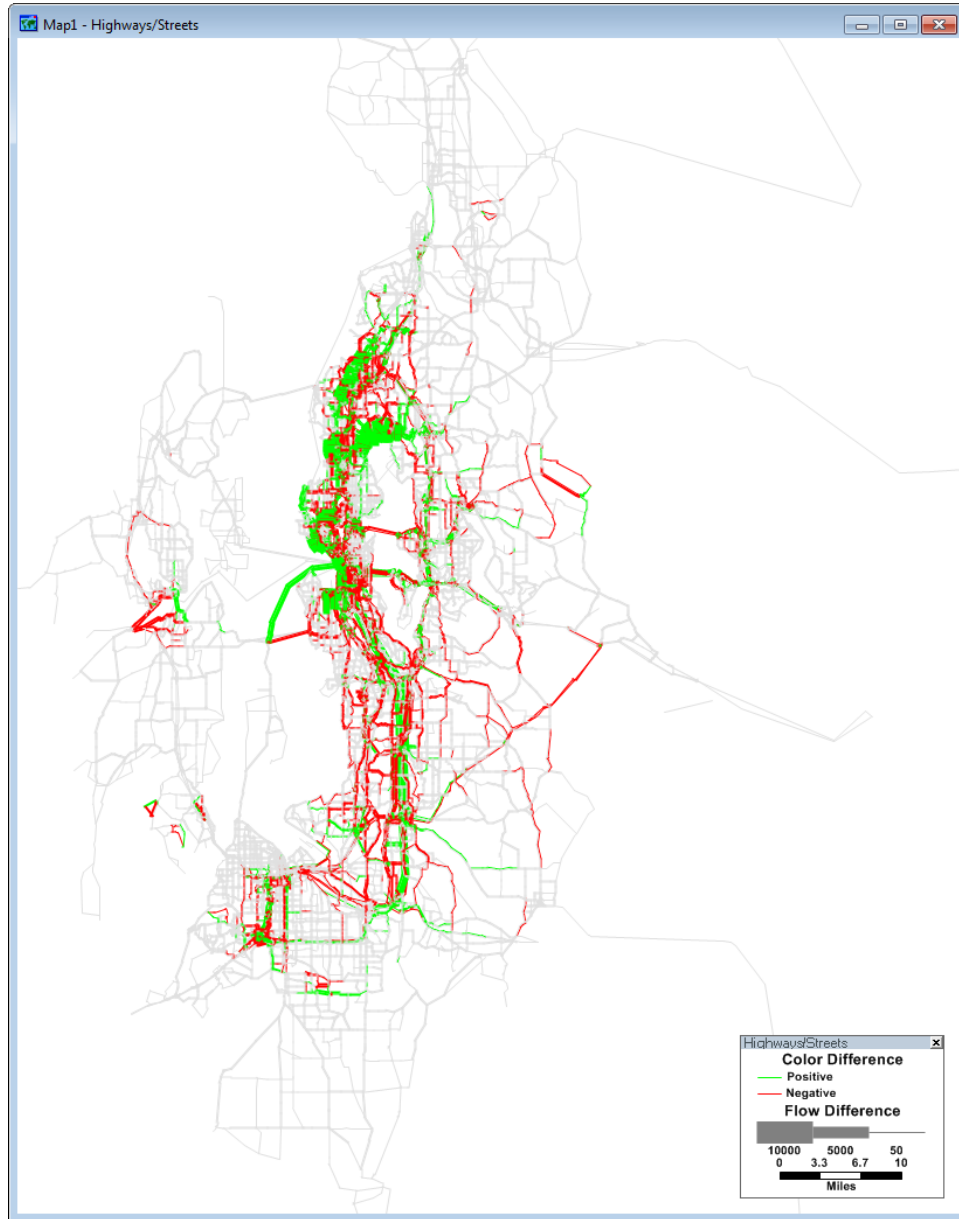 Map1 - Highways/Streets
Highways/Streets
Color Difference
Positive
Negative
Flow Difference
10000 5000 50
0 3.3 6.7 10
Miles